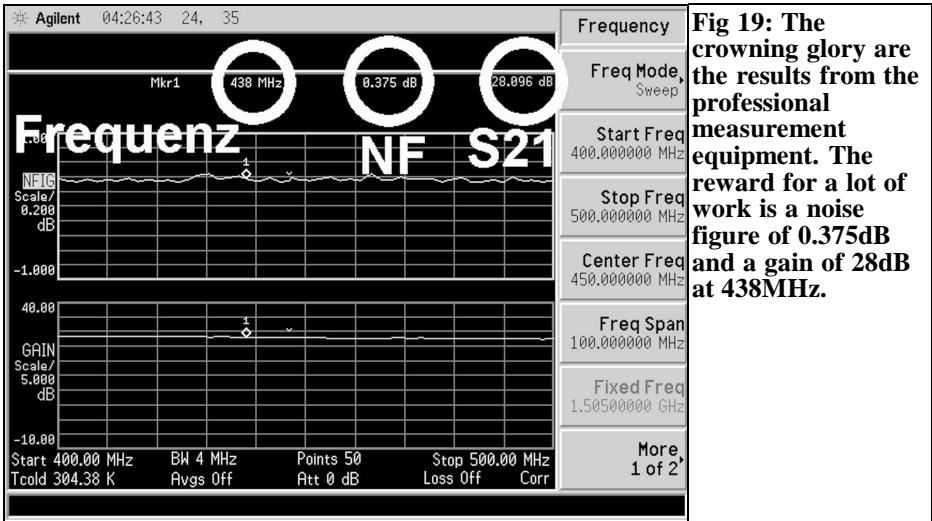 Agilent 04:26:43 24, 35
Mkr1 438 MHz 0.375 dB 28.096 dB
Frequenz NF S21
1.00
1
NFIG
Scale/
0.200
dB
-1.000
40.00
1
GAIN
Scale/
5.000
dB
-10.00
Start 400.00 MHz BW 4 MHz Points 50 Stop 500.00 MHz
Tcold 304.38 K Avgs Off Att 0 dB Loss Off Corr
Frequency
Freq Mode
Sweep
Start Freq
400.000000 MHz
Stop Freq
500.000000 MHz
Center Freq
450.000000 MHz
Freq Span
100.000000 MHz
Fixed Freq
1.50500000 GHz
More
1 of 2
Fig 19: The
crowning glory are
the results from the
professional
measurement
equipment. The
reward for a lot of
work is a noise
figure of 0.375dB
and a gain of 28dB
at 438MHz.